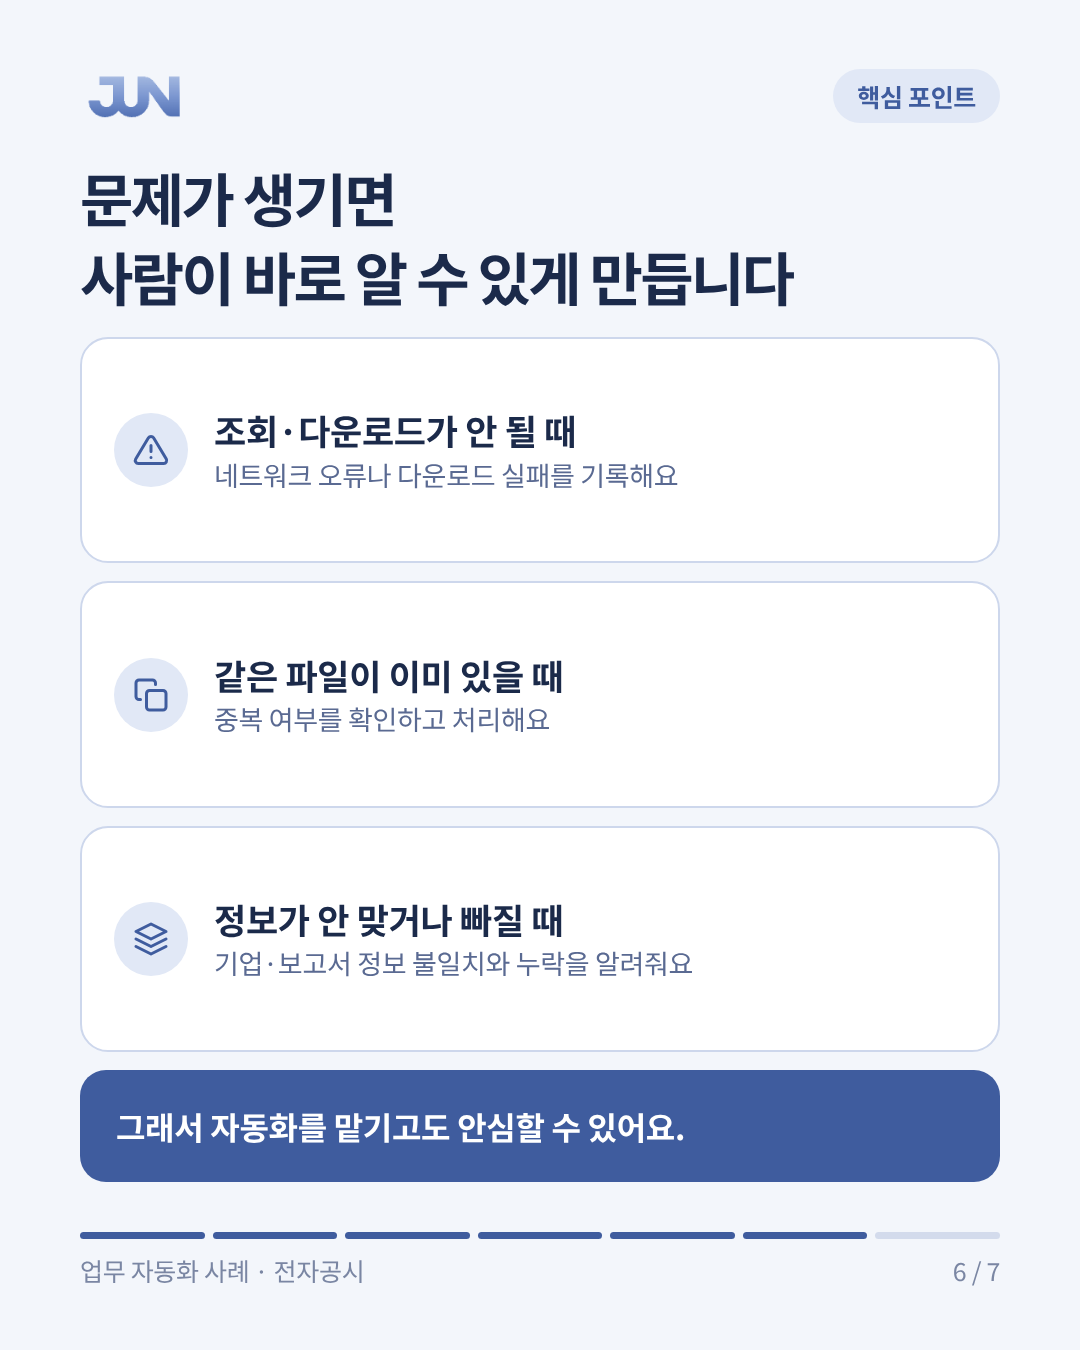 JUN
핵심 포인트
문제가 생기면
사람이 바로 알 수 있게 만듭니다
조회·다운로드가 안 될 때
네트워크 오류나 다운로드 실패를 기록해요
같은 파일이 이미 있을 때
중복 여부를 확인하고 처리해요
정보가 안 맞거나 빠질 때
기업·보고서 정보 불일치와 누락을 알려줘요
그래서 자동화를 맡기고도 안심할 수 있어요.
업무 자동화 사례 · 전자공시
6 / 7